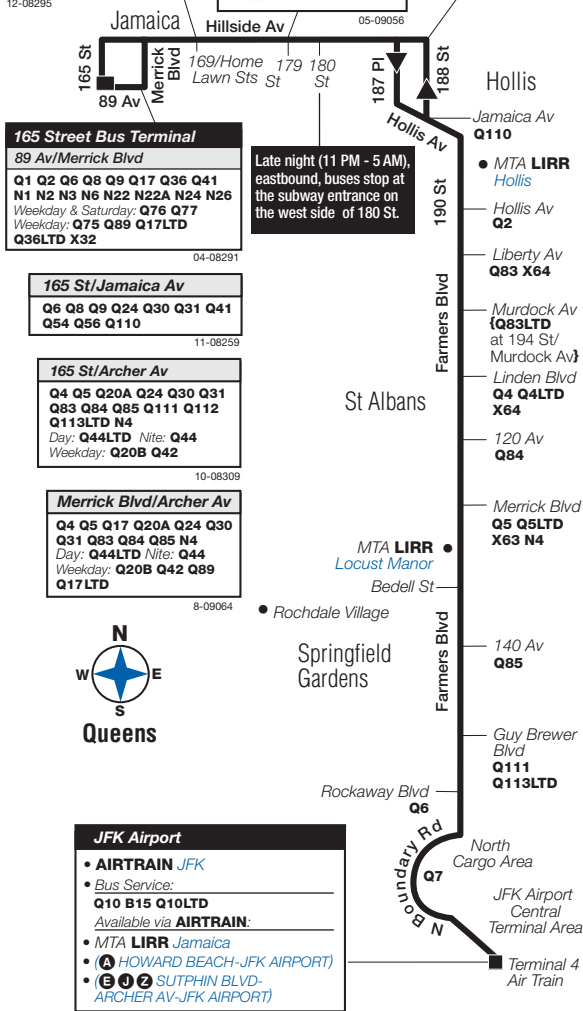 12-08295
05-09056
Jamaica
Hillside Av
165 St
Merrick
Blvd
89 Av
169/Home
Lawn Sts
179
St
180
St
187 Pl
188 St
Hollis
Hollis Av
Jamaica Av
Q110
165 Street Bus Terminal
89 Av/Merrick Blvd
Q1 Q2 Q6 Q8 Q9 Q17 Q36 Q41
N1 N2 N3 N6 N22 N22A N24 N26
Weekday & Saturday: Q76 Q77
Weekday: Q75 Q89 Q17LTD
Q36LTD X32
04-08291
Late night (11 PM - 5 AM),
eastbound, buses stop at
the subway entrance on
the west side of 180 St.
190 St
• MTA LIRR
Hollis
Hollis Av
Q2
Liberty Av
Q83 X64
165 St/Jamaica Av
Q6 Q8 Q9 Q24 Q30 Q31 Q41
Q54 Q56 Q110
11-08259
Farmers Blvd
Murdock Av
{Q83LTD
at 194 St/
Murdock Av}
Linden Blvd
Q4 Q4LTD
X64
165 St/Archer Av
Q4 Q5 Q20A Q24 Q30 Q31
Q83 Q84 Q85 Q111 Q112
Q113LTD N4
Day: Q44LTD Nite: Q44
Weekday: Q20B Q42
10-08309
St Albans
120 Av
Q84
Merrick Blvd/Archer Av
Q4 Q5 Q17 Q20A Q24 Q30
Q31 Q83 Q84 Q85 N4
Day: Q44LTD Nite: Q44
Weekday: Q20B Q42 Q89
Q17LTD
8-09064
Merrick Blvd
Q5 Q5LTD
X63 N4
MTA LIRR •
Locust Manor
Bedell St
• Rochdale Village
N
W E
S
Queens
Springfield
Gardens
Farmers Blvd
140 Av
Q85
Guy Brewer
Blvd
Q111
Q113LTD
Rockaway Blvd
Q6
N Boundary Rd
Q7
North
Cargo Area
JFK Airport
Central
Terminal Area
Terminal 4
Air Train
JFK Airport
• AIRTRAIN JFK
• Bus Service:
Q10 B15 Q10LTD
Available via AIRTRAIN:
• MTA LIRR Jamaica
• (A HOWARD BEACH-JFK AIRPORT)
• (E J Z SUTPHIN BLVD-
ARCHER AV-JFK AIRPORT)